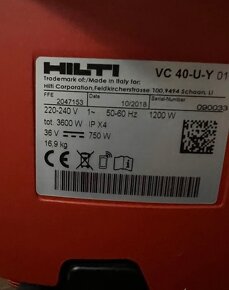 HILTI VC 40-U-Y 01
Trademark of: /Made in Italy for:
Hilti Corporation, Feldkircherstrasse 100, 9494 Schaan, LI
FFE Date Serial-Number
2047153 10/2018 090033
220-240 V 1~ 50-60 Hz 1200 W
tot. 3600 W IP X4
36 V 750 W
16,9 kg